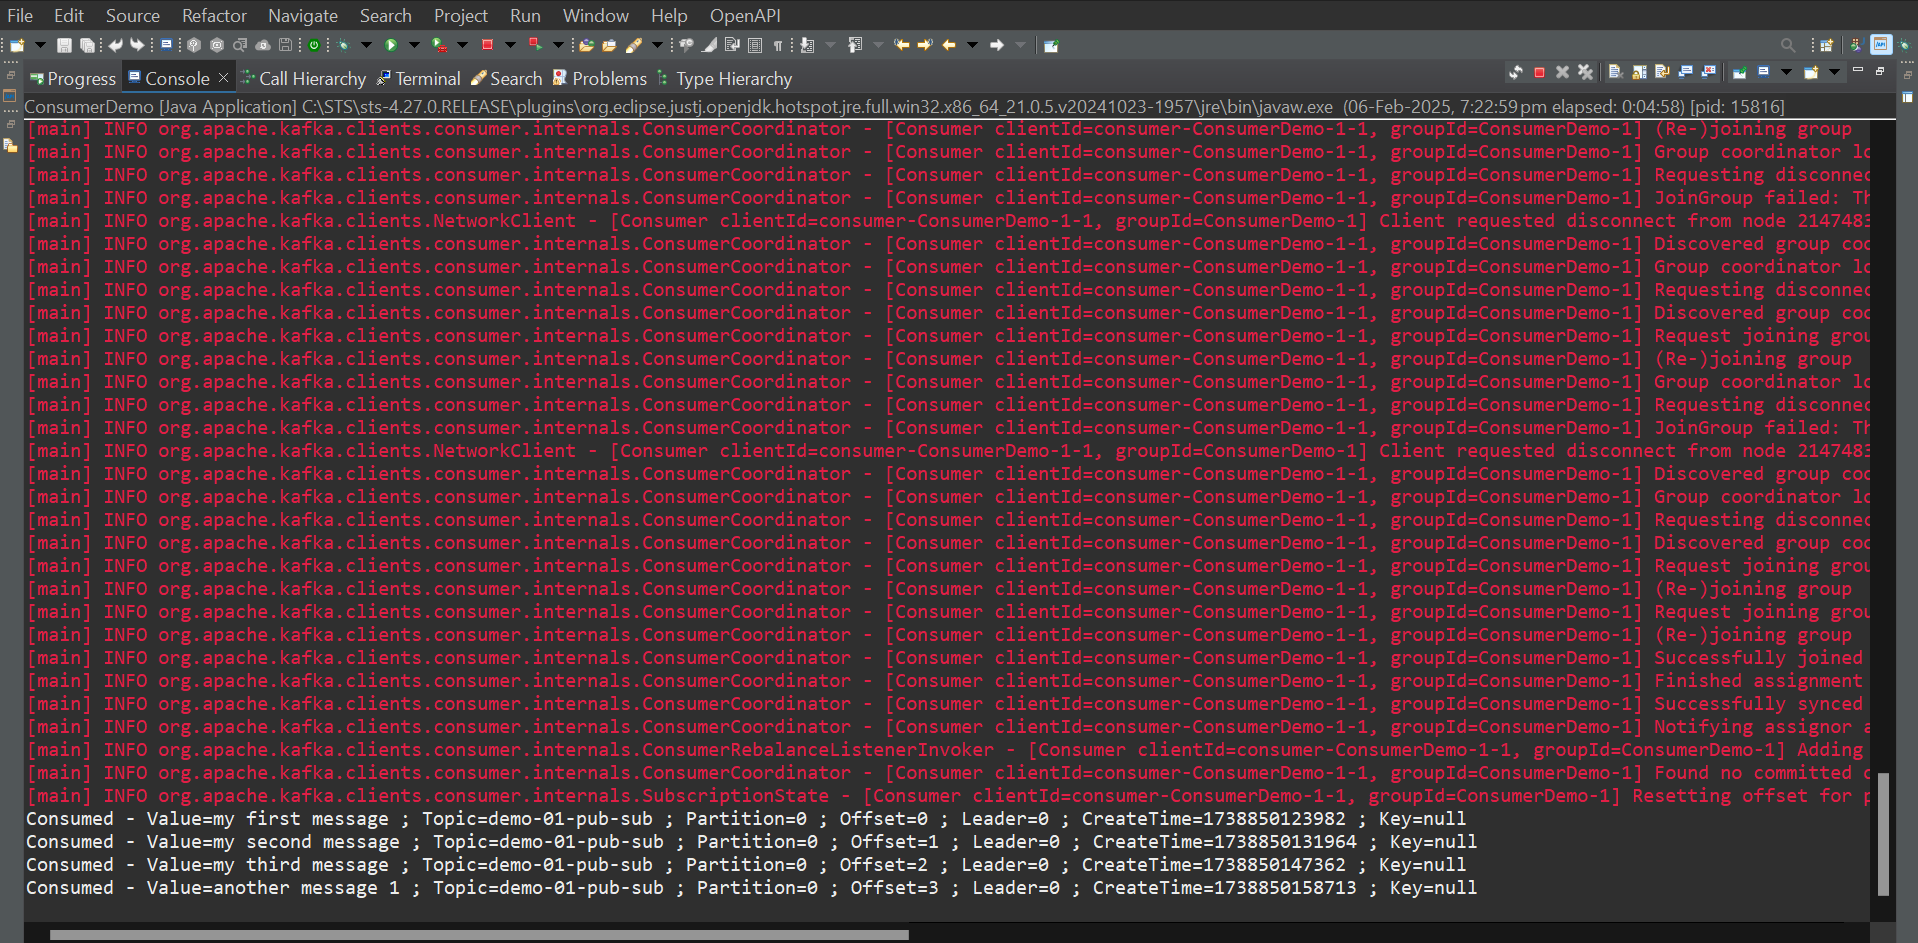 File Edit Source Refactor Navigate Search Project Run Window Help OpenAPI
Progress Console Call Hierarchy Terminal Search Problems Type Hierarchy
ConsumerDemo [Java Application] C:\STS\sts-4.27.0.RELEASE\plugins\org.eclipse.justj.openjdk.hotspot.jre.full.win32.x86_64_21.0.5.v20241023-1957\jre\bin\javaw.exe (06-Feb-2025, 7:22:59 pm elapsed: 0:04:58) [pid: 15816]
[main] INFO org.apache.kafka.clients.consumer.internals.ConsumerCoordinator - [Consumer clientId=consumer-ConsumerDemo-1-1, groupId=ConsumerDemo-1] (Re-)joining group
[main] INFO org.apache.kafka.clients.consumer.internals.ConsumerCoordinator - [Consumer clientId=consumer-ConsumerDemo-1-1, groupId=ConsumerDemo-1] Group coordinator lo
[main] INFO org.apache.kafka.clients.consumer.internals.ConsumerCoordinator - [Consumer clientId=consumer-ConsumerDemo-1-1, groupId=ConsumerDemo-1] Requesting disconnec
[main] INFO org.apache.kafka.clients.consumer.internals.ConsumerCoordinator - [Consumer clientId=consumer-ConsumerDemo-1-1, groupId=ConsumerDemo-1] JoinGroup failed: Th
[main] INFO org.apache.kafka.clients.NetworkClient - [Consumer clientId=consumer-ConsumerDemo-1-1, groupId=ConsumerDemo-1] Client requested disconnect from node 2147483
[main] INFO org.apache.kafka.clients.consumer.internals.ConsumerCoordinator - [Consumer clientId=consumer-ConsumerDemo-1-1, groupId=ConsumerDemo-1] Discovered group coo
[main] INFO org.apache.kafka.clients.consumer.internals.ConsumerCoordinator - [Consumer clientId=consumer-ConsumerDemo-1-1, groupId=ConsumerDemo-1] Group coordinator lo
[main] INFO org.apache.kafka.clients.consumer.internals.ConsumerCoordinator - [Consumer clientId=consumer-ConsumerDemo-1-1, groupId=ConsumerDemo-1] Requesting disconnec
[main] INFO org.apache.kafka.clients.consumer.internals.ConsumerCoordinator - [Consumer clientId=consumer-ConsumerDemo-1-1, groupId=ConsumerDemo-1] Discovered group coo
[main] INFO org.apache.kafka.clients.consumer.internals.ConsumerCoordinator - [Consumer clientId=consumer-ConsumerDemo-1-1, groupId=ConsumerDemo-1] Request joining grou
[main] INFO org.apache.kafka.clients.consumer.internals.ConsumerCoordinator - [Consumer clientId=consumer-ConsumerDemo-1-1, groupId=ConsumerDemo-1] (Re-)joining group
[main] INFO org.apache.kafka.clients.consumer.internals.ConsumerCoordinator - [Consumer clientId=consumer-ConsumerDemo-1-1, groupId=ConsumerDemo-1] Group coordinator lo
[main] INFO org.apache.kafka.clients.consumer.internals.ConsumerCoordinator - [Consumer clientId=consumer-ConsumerDemo-1-1, groupId=ConsumerDemo-1] Requesting disconnec
[main] INFO org.apache.kafka.clients.consumer.internals.ConsumerCoordinator - [Consumer clientId=consumer-ConsumerDemo-1-1, groupId=ConsumerDemo-1] JoinGroup failed: Th
[main] INFO org.apache.kafka.clients.NetworkClient - [Consumer clientId=consumer-ConsumerDemo-1-1, groupId=ConsumerDemo-1] Client requested disconnect from node 2147483
[main] INFO org.apache.kafka.clients.consumer.internals.ConsumerCoordinator - [Consumer clientId=consumer-ConsumerDemo-1-1, groupId=ConsumerDemo-1] Discovered group coo
[main] INFO org.apache.kafka.clients.consumer.internals.ConsumerCoordinator - [Consumer clientId=consumer-ConsumerDemo-1-1, groupId=ConsumerDemo-1] Group coordinator lo
[main] INFO org.apache.kafka.clients.consumer.internals.ConsumerCoordinator - [Consumer clientId=consumer-ConsumerDemo-1-1, groupId=ConsumerDemo-1] Requesting disconnec
[main] INFO org.apache.kafka.clients.consumer.internals.ConsumerCoordinator - [Consumer clientId=consumer-ConsumerDemo-1-1, groupId=ConsumerDemo-1] Discovered group coo
[main] INFO org.apache.kafka.clients.consumer.internals.ConsumerCoordinator - [Consumer clientId=consumer-ConsumerDemo-1-1, groupId=ConsumerDemo-1] Request joining grou
[main] INFO org.apache.kafka.clients.consumer.internals.ConsumerCoordinator - [Consumer clientId=consumer-ConsumerDemo-1-1, groupId=ConsumerDemo-1] (Re-)joining group
[main] INFO org.apache.kafka.clients.consumer.internals.ConsumerCoordinator - [Consumer clientId=consumer-ConsumerDemo-1-1, groupId=ConsumerDemo-1] Request joining grou
[main] INFO org.apache.kafka.clients.consumer.internals.ConsumerCoordinator - [Consumer clientId=consumer-ConsumerDemo-1-1, groupId=ConsumerDemo-1] (Re-)joining group
[main] INFO org.apache.kafka.clients.consumer.internals.ConsumerCoordinator - [Consumer clientId=consumer-ConsumerDemo-1-1, groupId=ConsumerDemo-1] Successfully joined
[main] INFO org.apache.kafka.clients.consumer.internals.ConsumerCoordinator - [Consumer clientId=consumer-ConsumerDemo-1-1, groupId=ConsumerDemo-1] Finished assignment
[main] INFO org.apache.kafka.clients.consumer.internals.ConsumerCoordinator - [Consumer clientId=consumer-ConsumerDemo-1-1, groupId=ConsumerDemo-1] Successfully synced
[main] INFO org.apache.kafka.clients.consumer.internals.ConsumerCoordinator - [Consumer clientId=consumer-ConsumerDemo-1-1, groupId=ConsumerDemo-1] Notifying assignor a
[main] INFO org.apache.kafka.clients.consumer.internals.ConsumerRebalanceListenerInvoker - [Consumer clientId=consumer-ConsumerDemo-1-1, groupId=ConsumerDemo-1] Adding
[main] INFO org.apache.kafka.clients.consumer.internals.ConsumerCoordinator - [Consumer clientId=consumer-ConsumerDemo-1-1, groupId=ConsumerDemo-1] Found no committed o
[main] INFO org.apache.kafka.clients.consumer.internals.SubscriptionState - [Consumer clientId=consumer-ConsumerDemo-1-1, groupId=ConsumerDemo-1] Resetting offset for p
Consumed - Value=my first message ; Topic=demo-01-pub-sub ; Partition=0 ; Offset=0 ; Leader=0 ; CreateTime=1738850123982 ; Key=null
Consumed - Value=my second message ; Topic=demo-01-pub-sub ; Partition=0 ; Offset=1 ; Leader=0 ; CreateTime=1738850131964 ; Key=null
Consumed - Value=my third message ; Topic=demo-01-pub-sub ; Partition=0 ; Offset=2 ; Leader=0 ; CreateTime=1738850147362 ; Key=null
Consumed - Value=another message 1 ; Topic=demo-01-pub-sub ; Partition=0 ; Offset=3 ; Leader=0 ; CreateTime=1738850158713 ; Key=null